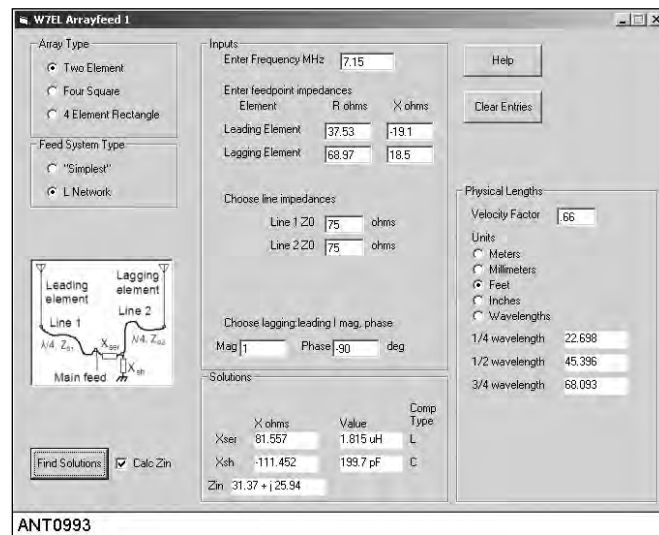 W7EL Arrayfeed 1
Array Type
Two Element
Four Square
4 Element Rectangle
Feed System Type
"Simplest"
L Network
Leading element
Lagging element
Line 1
Line 2
λ/4, Z01
Xser
λ/4, Z02
Xsh
Main feed
Find Solutions
Calc Zin
Inputs
Enter Frequency MHz 7.15
Enter feedpoint impedances
Element R ohms X ohms
Leading Element 37.53 -19.1
Lagging Element 68.97 18.5
Choose line impedances
Line 1 Z0 75 ohms
Line 2 Z0 75 ohms
Choose lagging:leading I mag, phase
Mag 1 Phase -90 deg
Solutions
X ohms Value Comp Type
Xser 81.557 1.815 uH L
Xsh -111.452 199.7 pF C
Zin 31.37 + j 25.94
Help
Clear Entries
Physical Lengths
Velocity Factor .66
Units
Meters
Millimeters
Feet
Inches
Wavelengths
1/4 wavelength 22.698
1/2 wavelength 45.396
3/4 wavelength 68.093
ANT0993